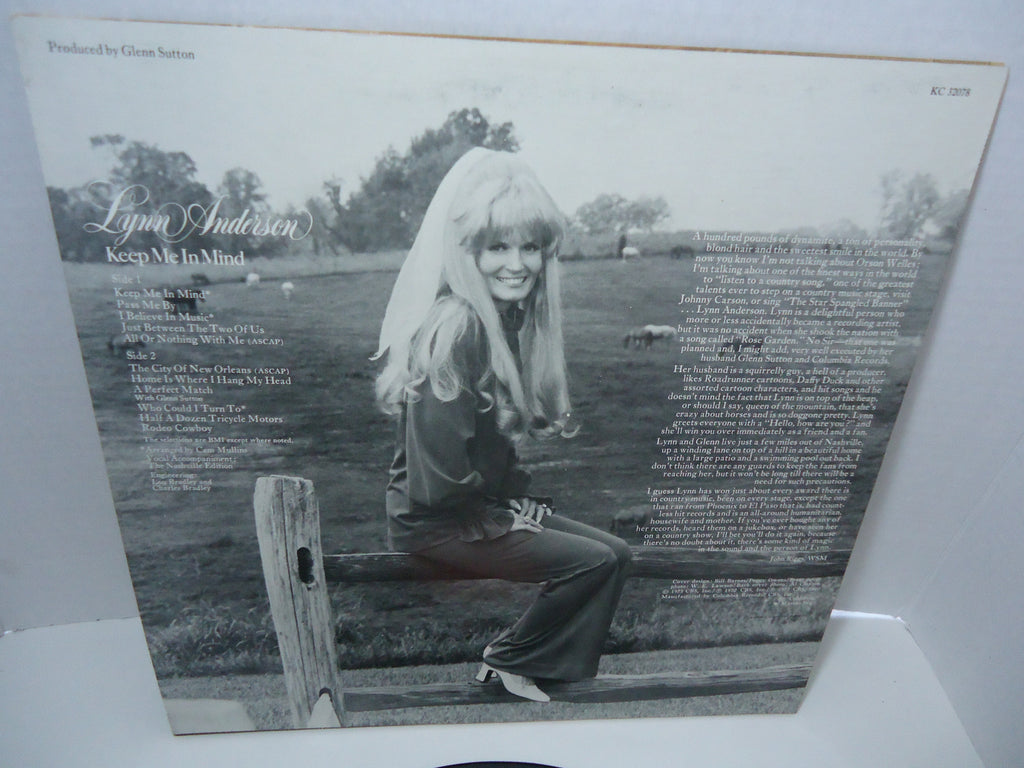 Produced by Glenn Sutton
KC 32078
Lynn Anderson
Keep Me In Mind
Side 1
Keep Me In Mind*
Pass Me By
I Believe In Music*
Just Between The Two Of Us
All Or Nothing With Me (ASCAP)
Side 2
The City Of New Orleans (ASCAP)
Home Is Where I Hang My Head
A Perfect Match
With Glenn Sutton
Who Could I Turn To*
Half A Dozen Tricycle Motors
Rodeo Cowboy
The selections are BMI except where noted.
*Arranged by Cam Mullins
Vocal Accompaniment:
The Nashville Edition
Engineering:
Lou Bradley and
Charles Bradley
A hundred pounds of dynamite, a ton of personality,
blond hair and the sweetest smile in the world. By
now you know I'm not talking about Orson Welles;
I'm talking about one of the finest ways in the world
to "listen to a country song," one of the greatest
talents ever to step on a country music stage, visit
Johnny Carson, or sing "The Star Spangled Banner"
. . . Lynn Anderson. Lynn is a delightful person who
more or less accidentally became a recording artist,
but it was no accident when she shook the nation with
a song called "Rose Garden." No Sir—that one was
planned and, I might add, very well executed by her
husband Glenn Sutton and Columbia Records.
Her husband is a squirrelly guy, a hell of a producer,
likes Roadrunner cartoons, Daffy Duck and other
assorted cartoon characters, and hit songs and he
doesn't mind the fact that Lynn is on top of the heap,
or should I say, queen of the mountain, that she's
crazy about horses and is so doggone pretty. Lynn
greets everyone with a "Hello, how are you?" and
she'll win you over immediately as a friend and a fan.
Lynn and Glenn live just a few miles out of Nashville,
up a winding lane on top of a hill in a beautiful home
with a large patio and a swimming pool out back. I
don't think there are any guards to keep the fans from
reaching her, but it won't be long till there will be a
need for such precautions.
I guess Lynn has won just about every award there is
in country music, been on every stage, except the one
that ran from Phoenix to El Paso that is, had count-
less hit records and is an all-around humanitarian,
housewife and mother. If you've ever bought any of
her records, heard them on a jukebox, or have seen her
on a country show, I'll bet you'll do it again, because
there's no doubt about it, there's some kind of magic
in the sound and the person of Lynn.
WSM
Cover design: Bill Barnes/Peggy
Manufactured by Columbia Records/ CBS, Inc.